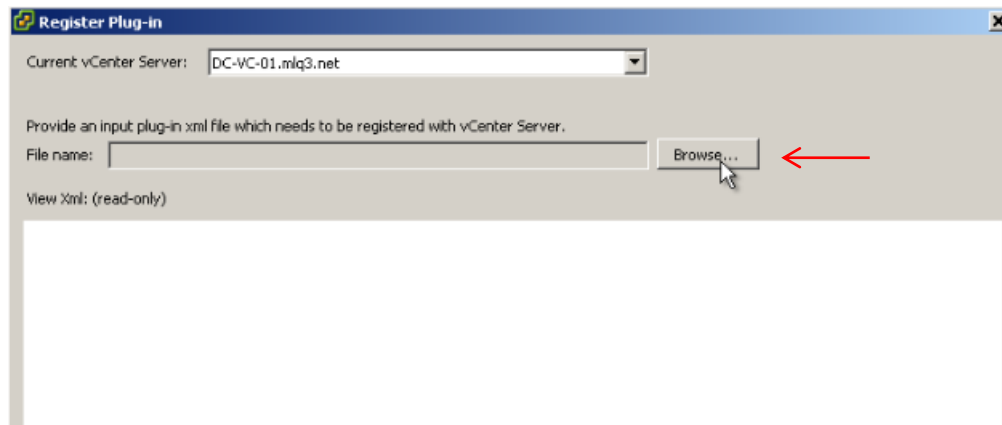 Register Plug-in
Current vCenter Server: DC-VC-01.mlq3.net
Provide an input plug-in xml file which needs to be registered with vCenter Server.
File name: Browse...
View Xml: (read-only)